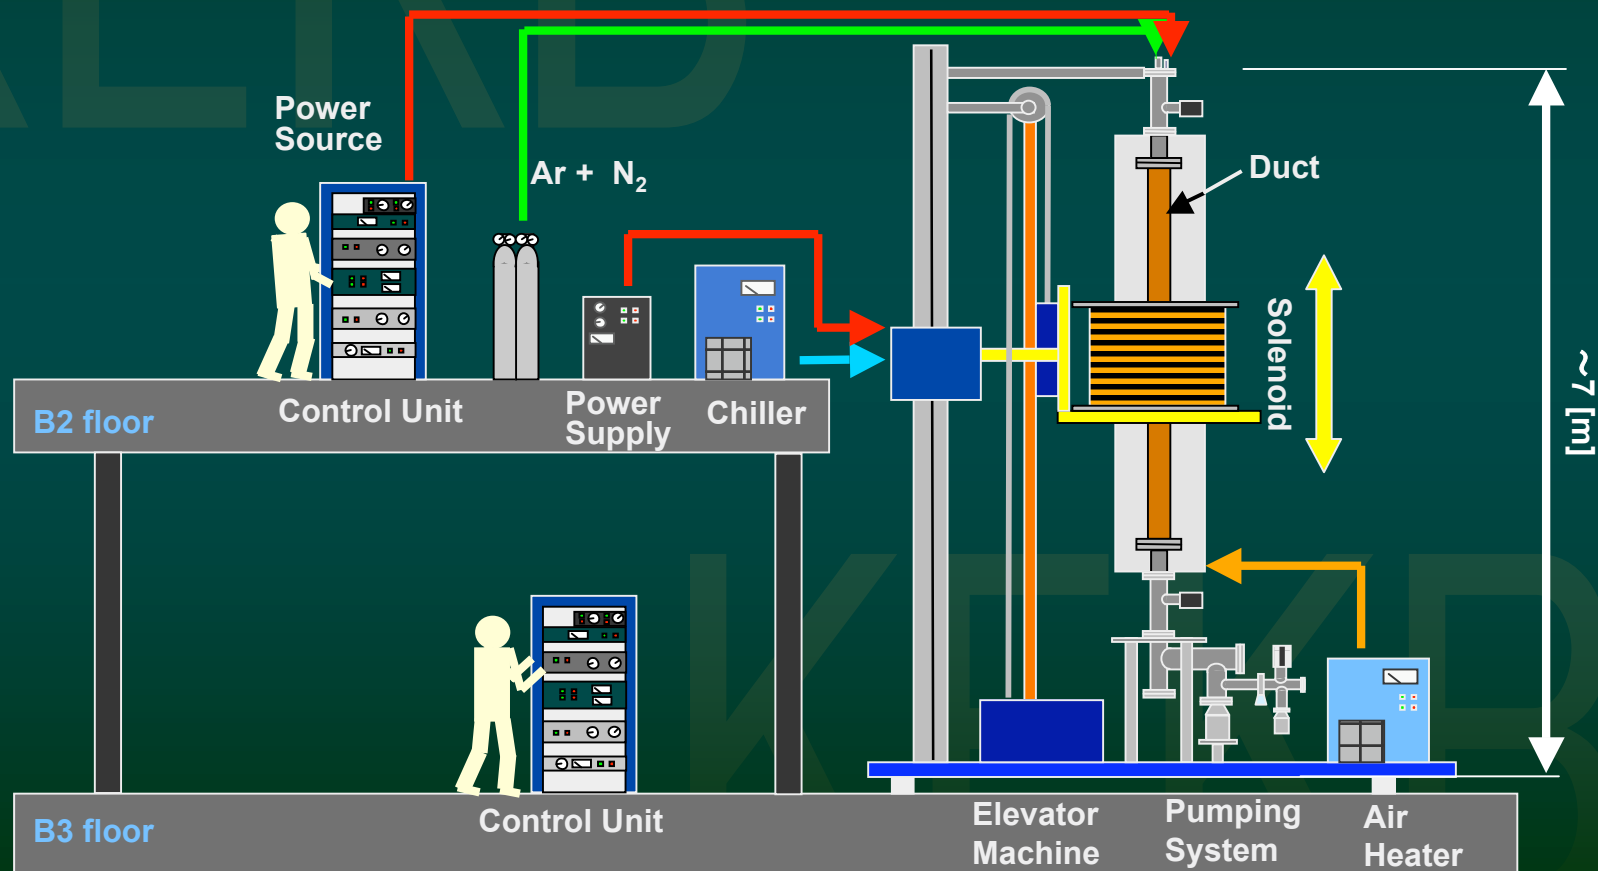 Power
Source
Ar + N2
Duct
Solenoid
~7 [m]
B2 floor
Control Unit
Power
Supply
Chiller
B3 floor
Control Unit
Elevator
Machine
Pumping
System
Air
Heater
KEKB